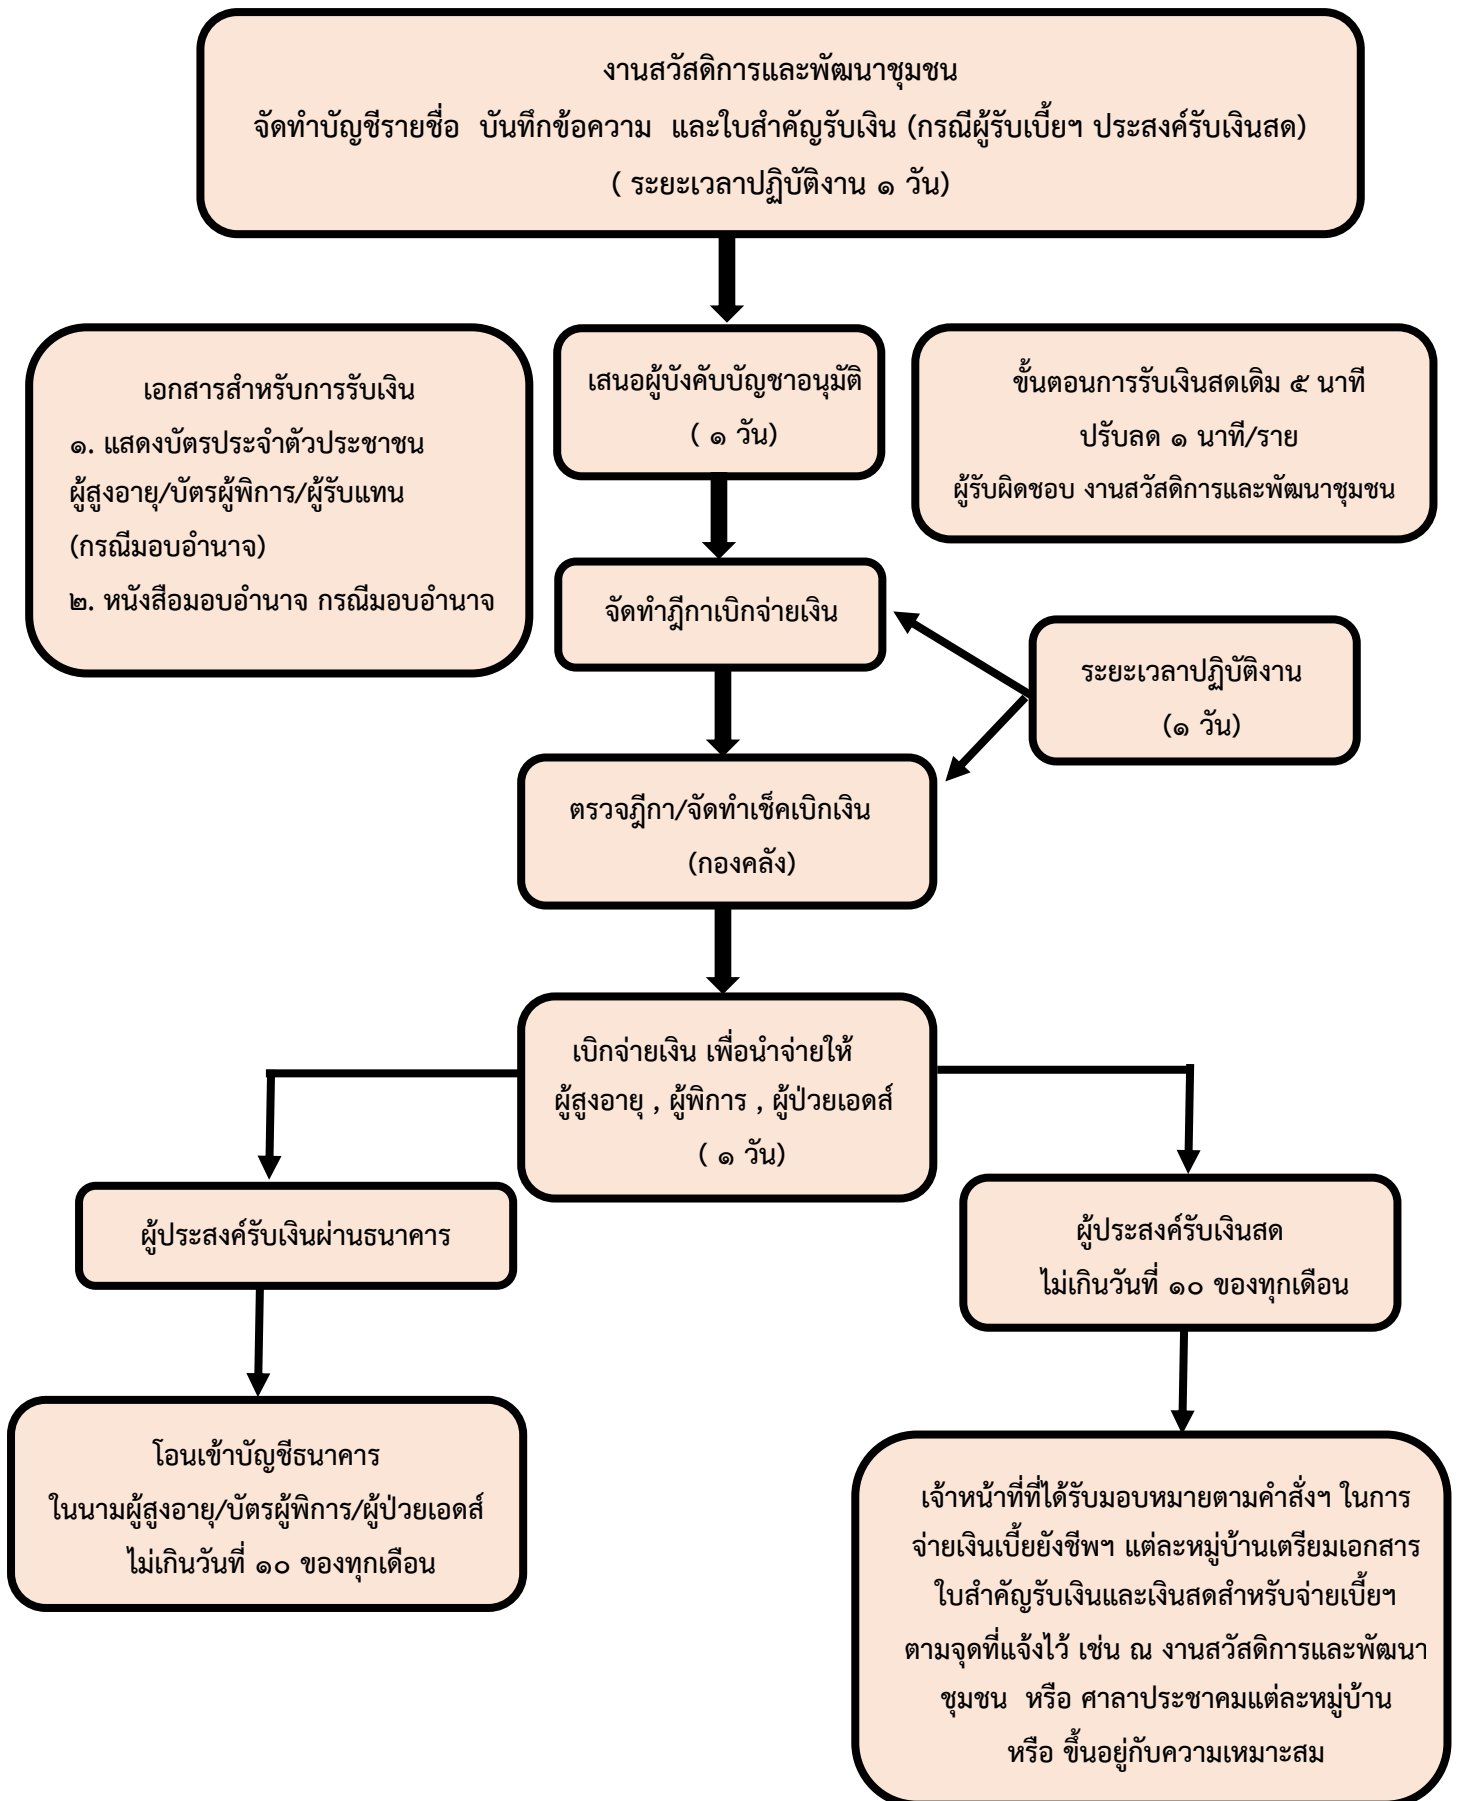 งานสวัสดิการและพัฒนาชุมชน
จัดทำบัญชีรายชื่อ บันทึกข้อความ และใบสำคัญรับเงิน (กรณีผู้รับเบี้ยฯ ประสงค์รับเงินสด)
( ระยะเวลาปฏิบัติงาน ๑ วัน)
เอกสารสำหรับการรับเงิน
๑. แสดงบัตรประจำตัวประชาชน
ผู้สูงอายุ/บัตรผู้พิการ/ผู้รับแทน
(กรณีมอบอำนาจ)
๒. หนังสือมอบอำนาจ กรณีมอบอำนาจ
เสนอผู้บังคับบัญชาอนุมัติ
( ๑ วัน)
ขั้นตอนการรับเงินสดเดิม ๕ นาที
ปรับลด ๑ นาที/ราย
ผู้รับผิดชอบ งานสวัสดิการและพัฒนาชุมชน
จัดทำฎีกาเบิกจ่ายเงิน
ระยะเวลาปฏิบัติงาน
(๑ วัน)
ตรวจฎีกา/จัดทำเช็คเบิกเงิน
(กองคลัง)
เบิกจ่ายเงิน เพื่อนำจ่ายให้
ผู้สูงอายุ , ผู้พิการ , ผู้ป่วยเอดส์
( ๑ วัน)
ผู้ประสงค์รับเงินผ่านธนาคาร
ผู้ประสงค์รับเงินสด
ไม่เกินวันที่ ๑๐ ของทุกเดือน
โอนเข้าบัญชีธนาคาร
ในนามผู้สูงอายุ/บัตรผู้พิการ/ผู้ป่วยเอดส์
ไม่เกินวันที่ ๑๐ ของทุกเดือน
เจ้าหน้าที่ที่ได้รับมอบหมายตามคำสั่งฯ ในการ
จ่ายเงินเบี้ยยังชีพฯ แต่ละหมู่บ้านเตรียมเอกสาร
ใบสำคัญรับเงินและเงินสดสำหรับจ่ายเบี้ยฯ
ตามจุดที่แจ้งไว้ เช่น ณ งานสวัสดิการและพัฒนา
ชุมชน หรือ ศาลาประชาคมแต่ละหมู่บ้าน
หรือ ขึ้นอยู่กับความเหมาะสม